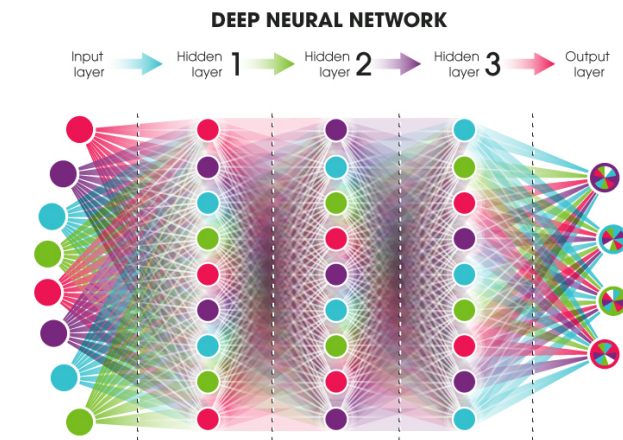 DEEP NEURAL NETWORK
Input layer
Hidden layer 1
Hidden layer 2
Hidden layer 3
Output layer